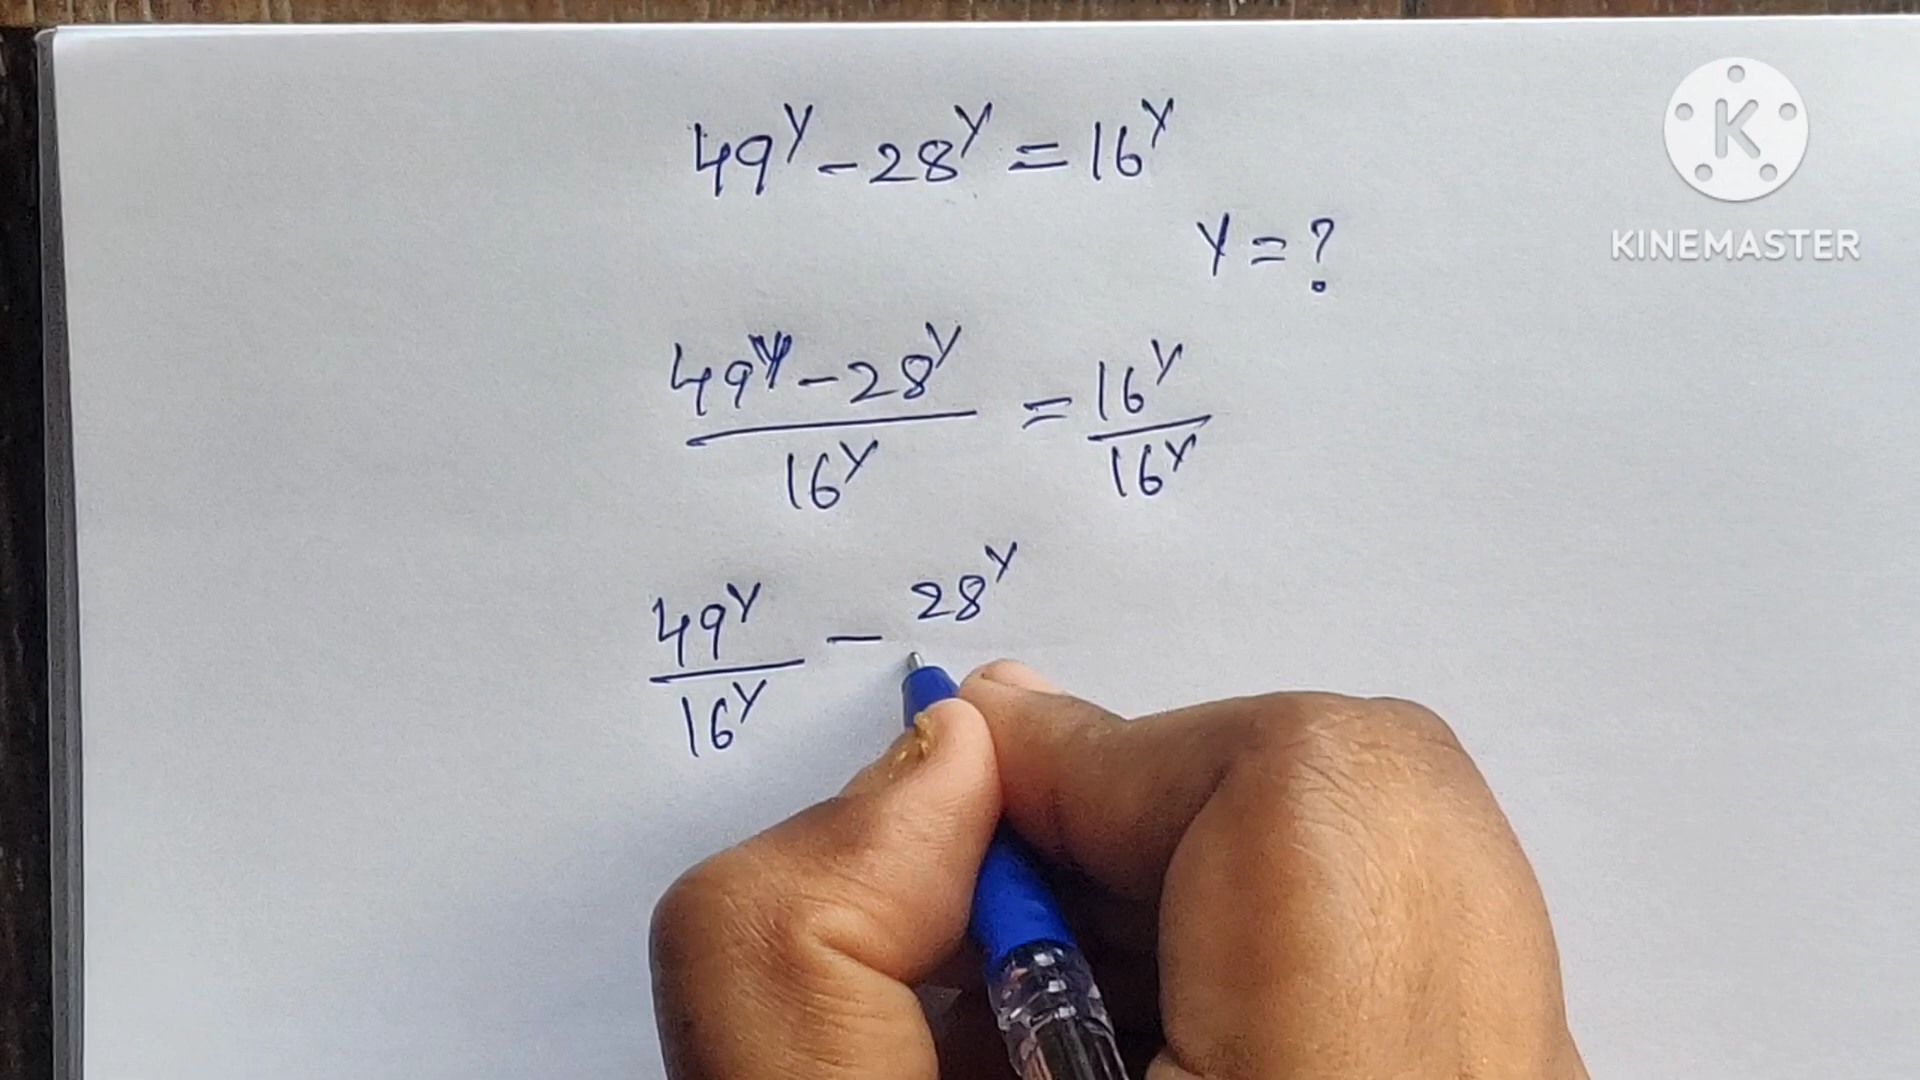 49^y - 28^y = 16^y
y = ?
K
KINEMASTER
49^y - 28^y / 16^y = 16^y / 16^y
49^y / 16^y - 28^y